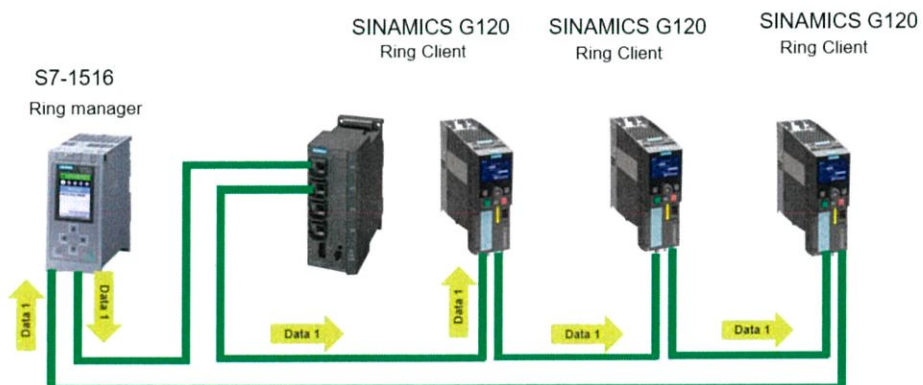 SINAMICS G120
Ring Client
SINAMICS G120
Ring Client
SINAMICS G120
Ring Client
S7-1516
Ring manager
Data 1
Data 1
Data 1
Data 1
Data 1
Data 1